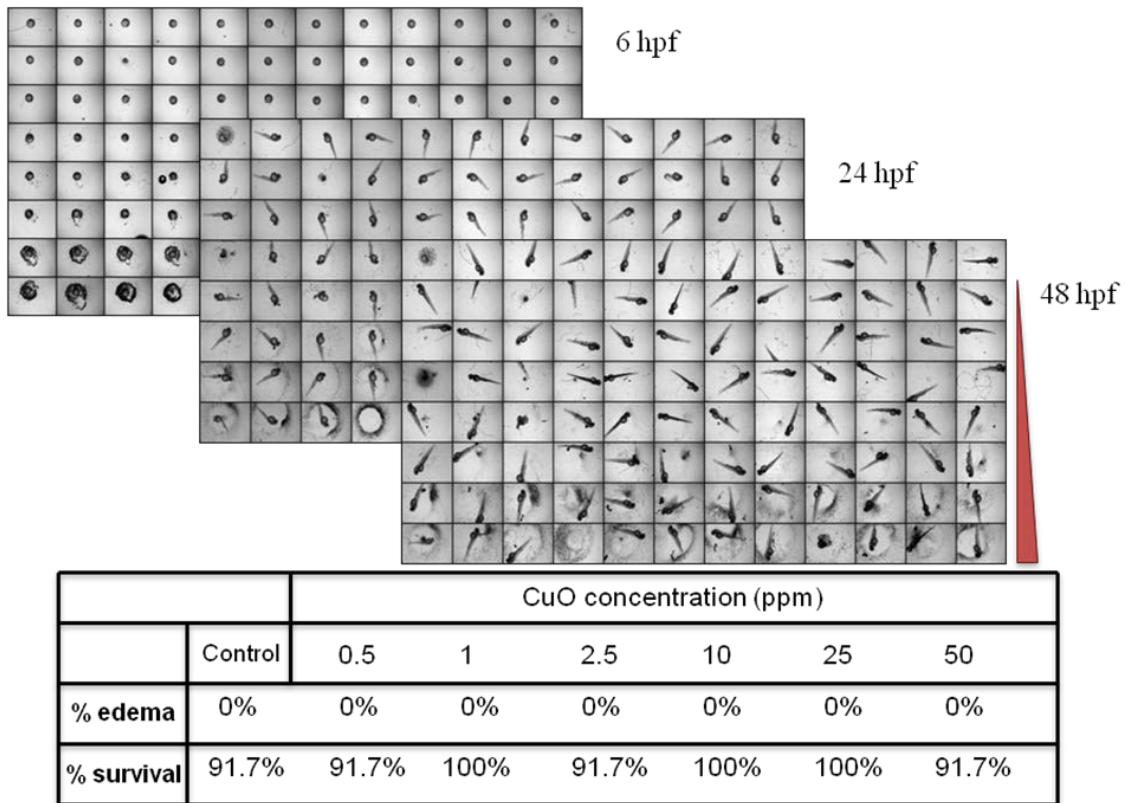 6 hpf
24 hpf
48 hpf
CuO concentration (ppm)
Control 0.5 1 2.5 10 25 50
% edema 0% 0% 0% 0% 0% 0% 0%
% survival 91.7% 91.7% 100% 91.7% 100% 100% 91.7%